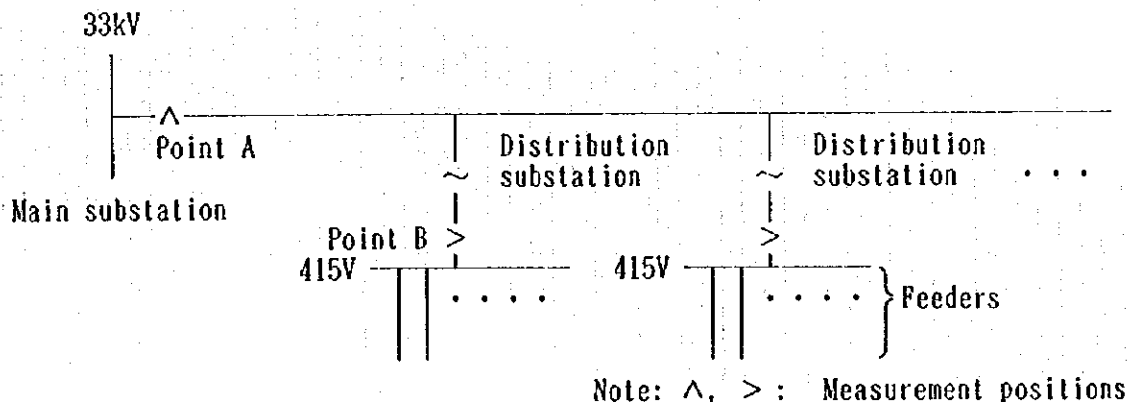 33kV
Point A
Main substation
Distribution
substation
Distribution
substation
. . .
Point B >
415V
. . . .
415V
. . . .
Feeders
Note: ∧, > : Measurement positions